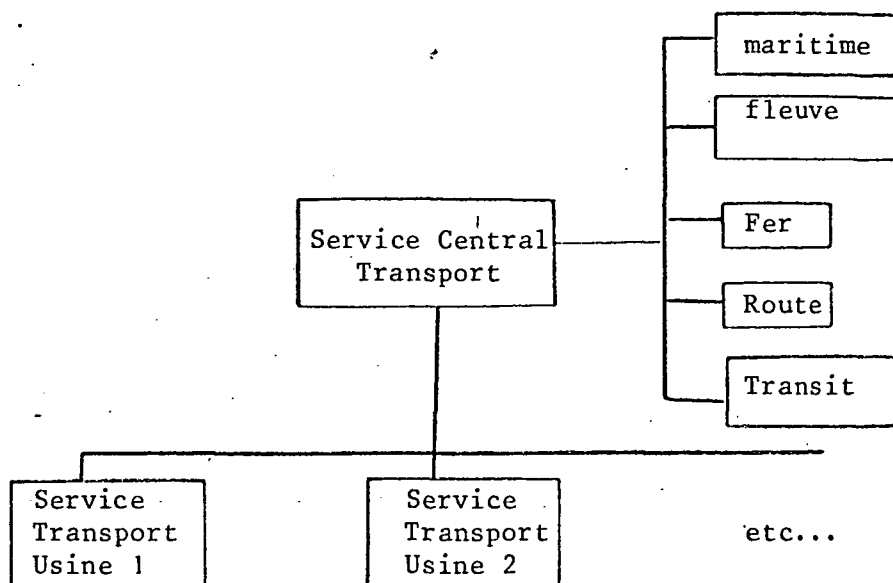 maritime
fleuve
Service Central
Transport
Fer
Route
Transit
Service
Transport
Usine 1
Service
Transport
Usine 2
etc...